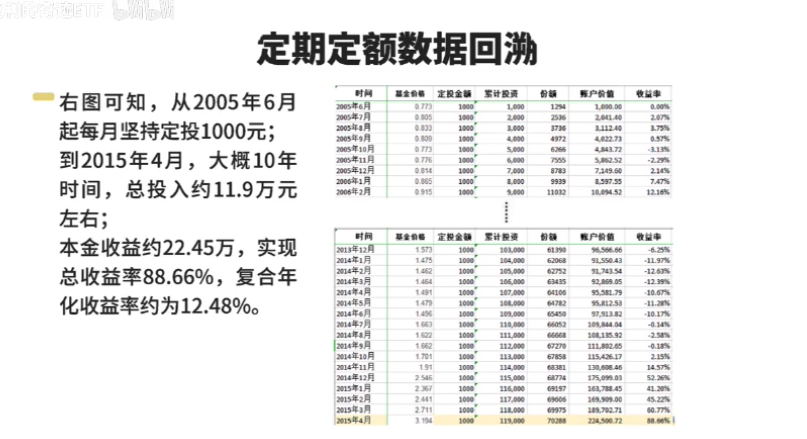 定期定额数据回溯
右图可知，从2005年6月
起每月坚持定投1000元；
到2015年4月，大概10年
时间，总投入约11.9万元
左右；
本金收益约22.45万，实现
总收益率88.66%，复合年
化收益率约为12.48%。
时间 基金价格 定投金额 累计投资 份额 账户价值 收益率
2005年6月 0.773 1000 1,000 1294 1,000.00 0.00%
2005年7月 0.805 1000 2,000 2536 2,041.40 2.07%
2005年8月 0.833 1000 3,000 3736 3,112.40 3.75%
2005年9月 0.809 1000 4,000 4972 4,022.73 0.57%
2005年10月 0.773 1000 5,000 6266 4,843.72 -3.13%
2005年11月 0.776 1000 6,000 7555 5,862.52 -2.29%
2005年12月 0.814 1000 7,000 8783 7,149.60 2.14%
2006年1月 0.865 1000 8,000 9939 8,597.55 7.47%
2006年2月 0.915 1000 9,000 11032 10,094.52 12.16%
时间 基金价格 定投金额 累计投资 份额 账户价值 收益率
2013年12月 1.573 1000 103,000 61390 96,566.66 -6.25%
2014年1月 1.475 1000 104,000 62068 91,550.43 -11.97%
2014年2月 1.462 1000 105,000 62752 91,743.54 -12.63%
2014年3月 1.464 1000 106,000 63435 92,869.05 -12.39%
2014年4月 1.491 1000 107,000 64106 95,581.79 -10.67%
2014年5月 1.479 1000 108,000 64782 95,812.53 -11.28%
2014年6月 1.496 1000 109,000 65450 97,913.82 -10.17%
2014年7月 1.663 1000 110,000 66052 109,844.04 -0.14%
2014年8月 1.622 1000 111,000 66668 108,135.92 -2.58%
2014年9月 1.662 1000 112,000 67270 111,802.65 -0.18%
2014年10月 1.701 1000 113,000 67858 115,426.17 2.15%
2014年11月 1.91 1000 114,000 68381 130,608.46 14.57%
2014年12月 2.546 1000 115,000 68774 175,099.03 52.26%
2015年1月 2.367 1000 116,000 69197 163,788.45 41.20%
2015年2月 2.441 1000 117,000 69606 169,909.00 45.22%
2015年3月 2.711 1000 118,000 69975 189,702.71 60.77%
2015年4月 3.194 1000 119,000 70288 224,500.72 88.66%